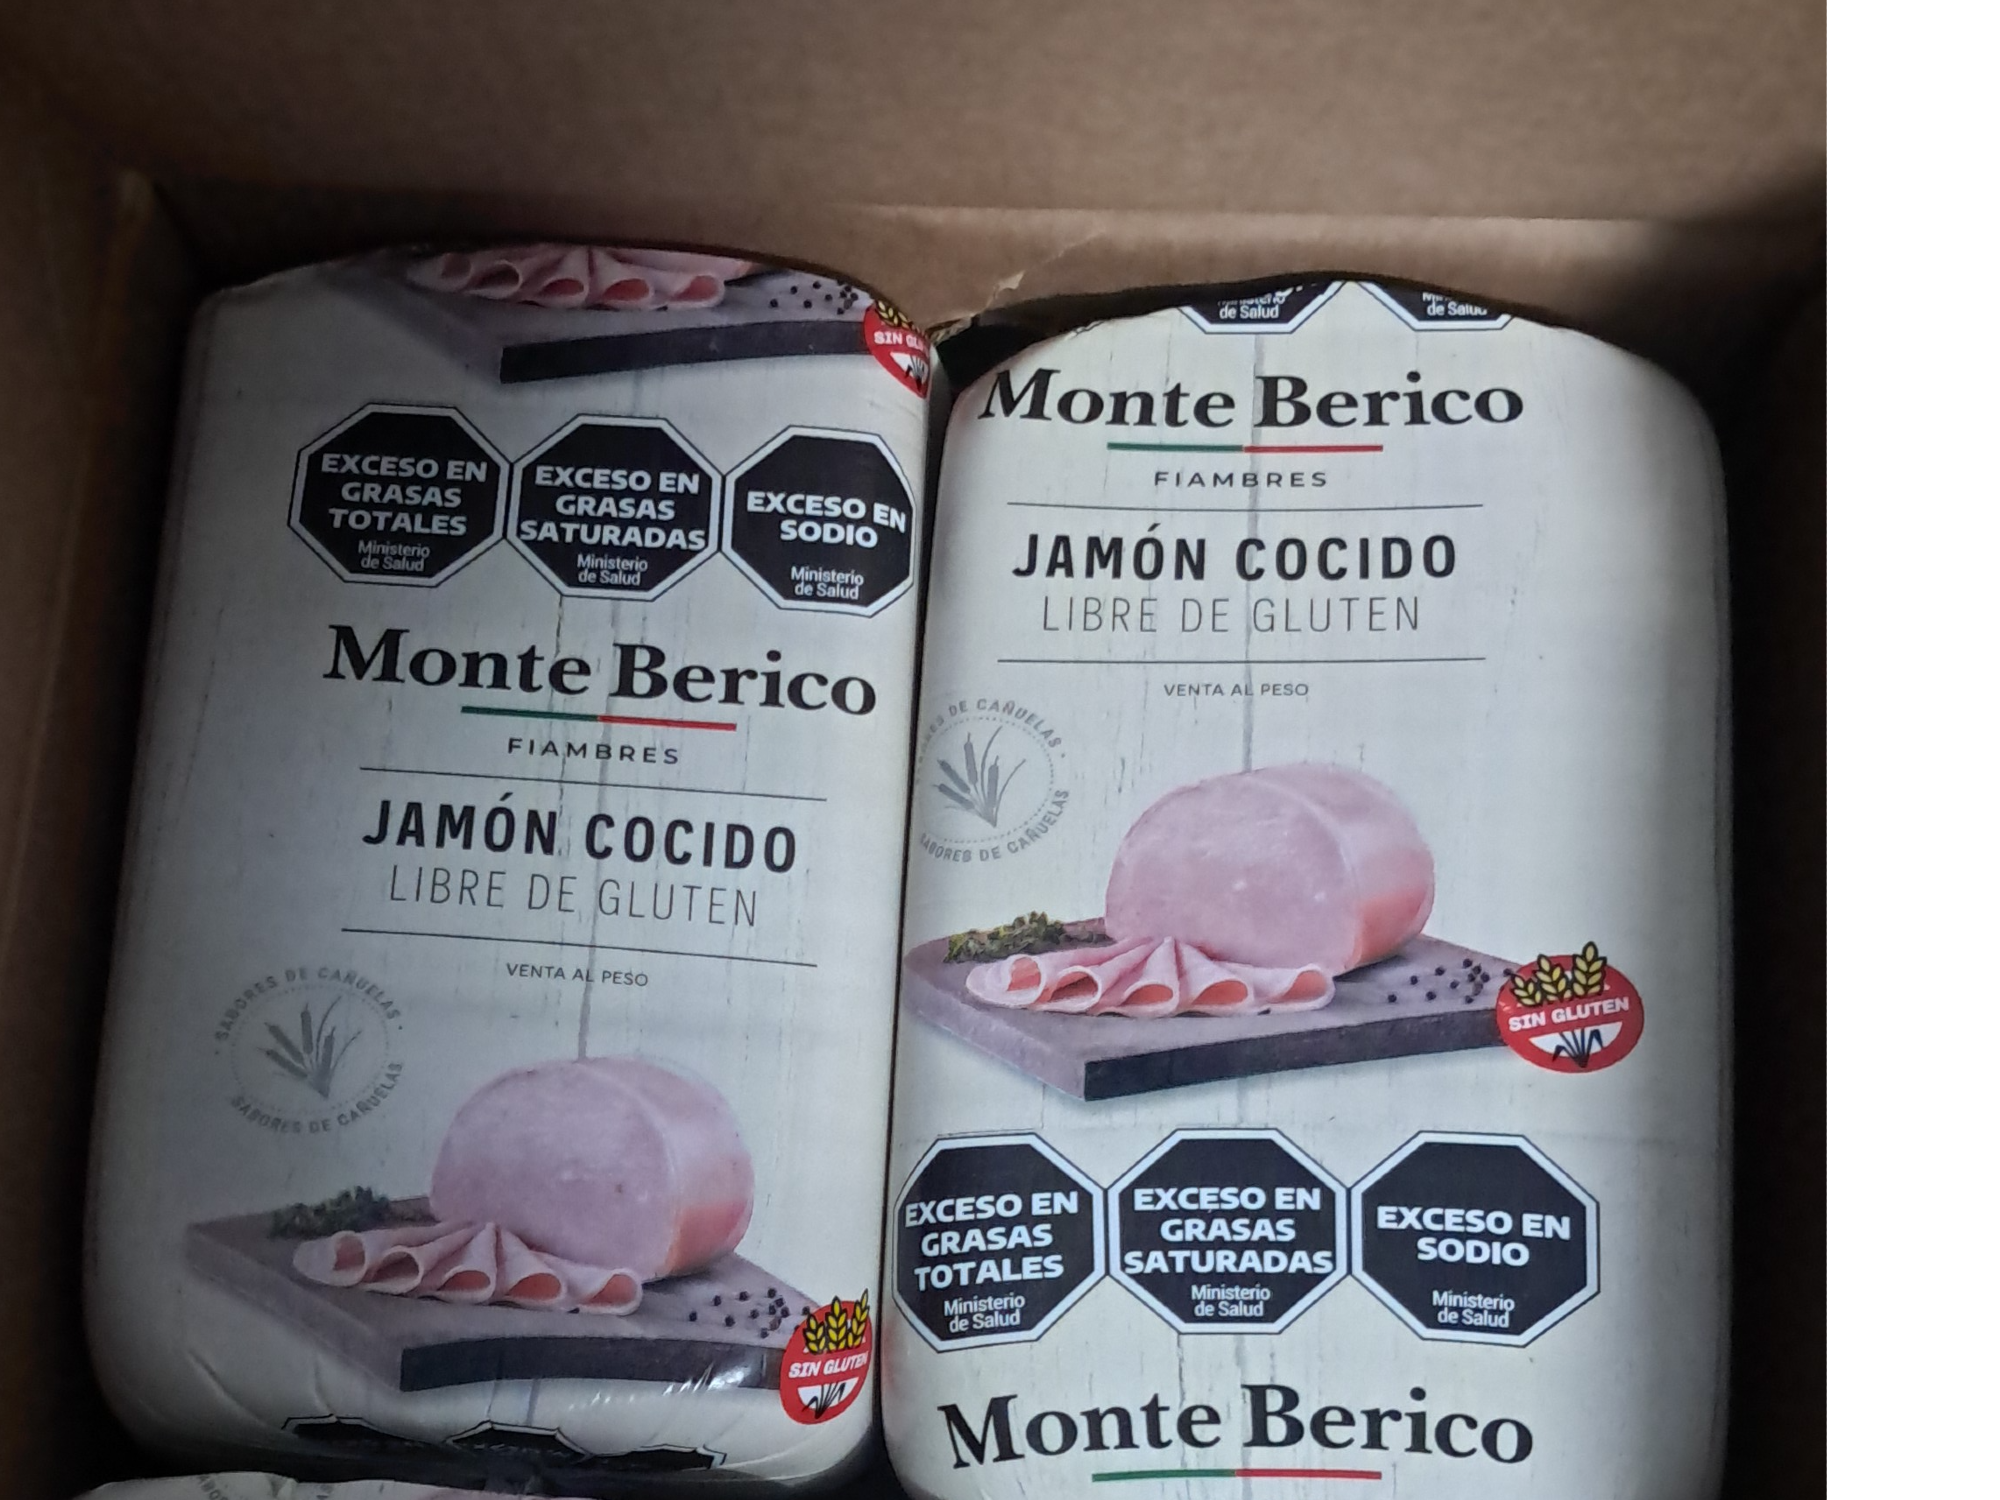 SIN GLU
EXCESO EN
GRASAS
TOTALES
Ministerio
de Salud
EXCESO EN
GRASAS
SATURADAS
Ministerio
de Salud
EXCESO EN
SODIO
Ministerio
de Salud
Monte Berico
FIAMBRES
JAMÓN COCIDO
LIBRE DE GLUTEN
VENTA AL PESO
SABORES DE CAÑUELAS
SABORES DE CAÑUELAS
SIN GLUTEN
Ministerio
de Salud
de Salud
Monte Berico
FIAMBRES
JAMÓN COCIDO
LIBRE DE GLUTEN
VENTA AL PESO
DE CAÑUELAS
SABORES DE CAÑUELAS
SIN GLUTEN
EXCESO EN
GRASAS
TOTALES
Ministerio
de Salud
EXCESO EN
GRASAS
SATURADAS
Ministerio
de Salud
EXCESO EN
SODIO
Ministerio
de Salud
Monte Berico